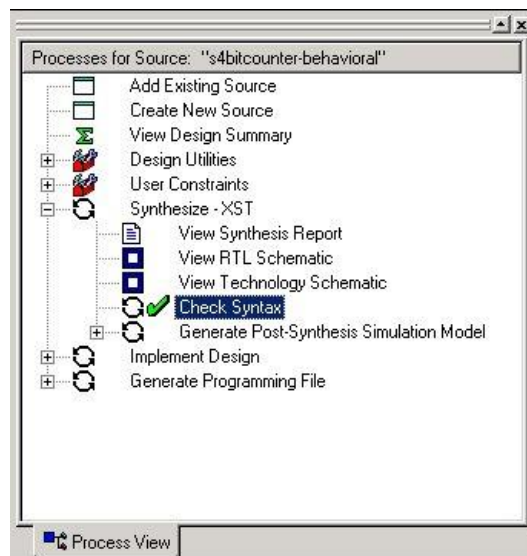 Processes for Source: "s4bitcounter-behavioral"
Add Existing Source
Create New Source
View Design Summary
Design Utilities
User Constraints
Synthesize - XST
View Synthesis Report
View RTL Schematic
View Technology Schematic
Check Syntax
Generate Post-Synthesis Simulation Model
Implement Design
Generate Programming File
Process View